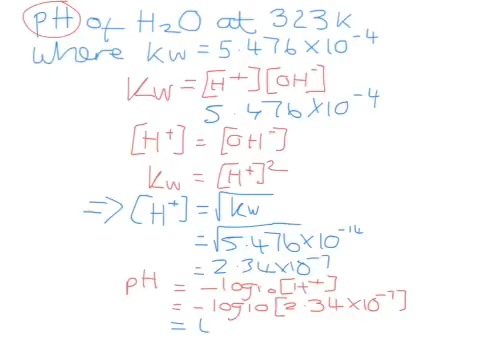 pH of H2O at 323k
where kw = 5.476×10⁻⁴
Kw = [H⁺][OH⁻]
5.476×10⁻⁴
[H⁺] = [OH⁻]
Kw = [H⁺]²
⇒ [H⁺] = √kw
= √5.476×10⁻¹⁴
= 2.34×10⁻⁷
pH = -log10[H⁺]
= -log10[2.34×10⁻⁷]
=